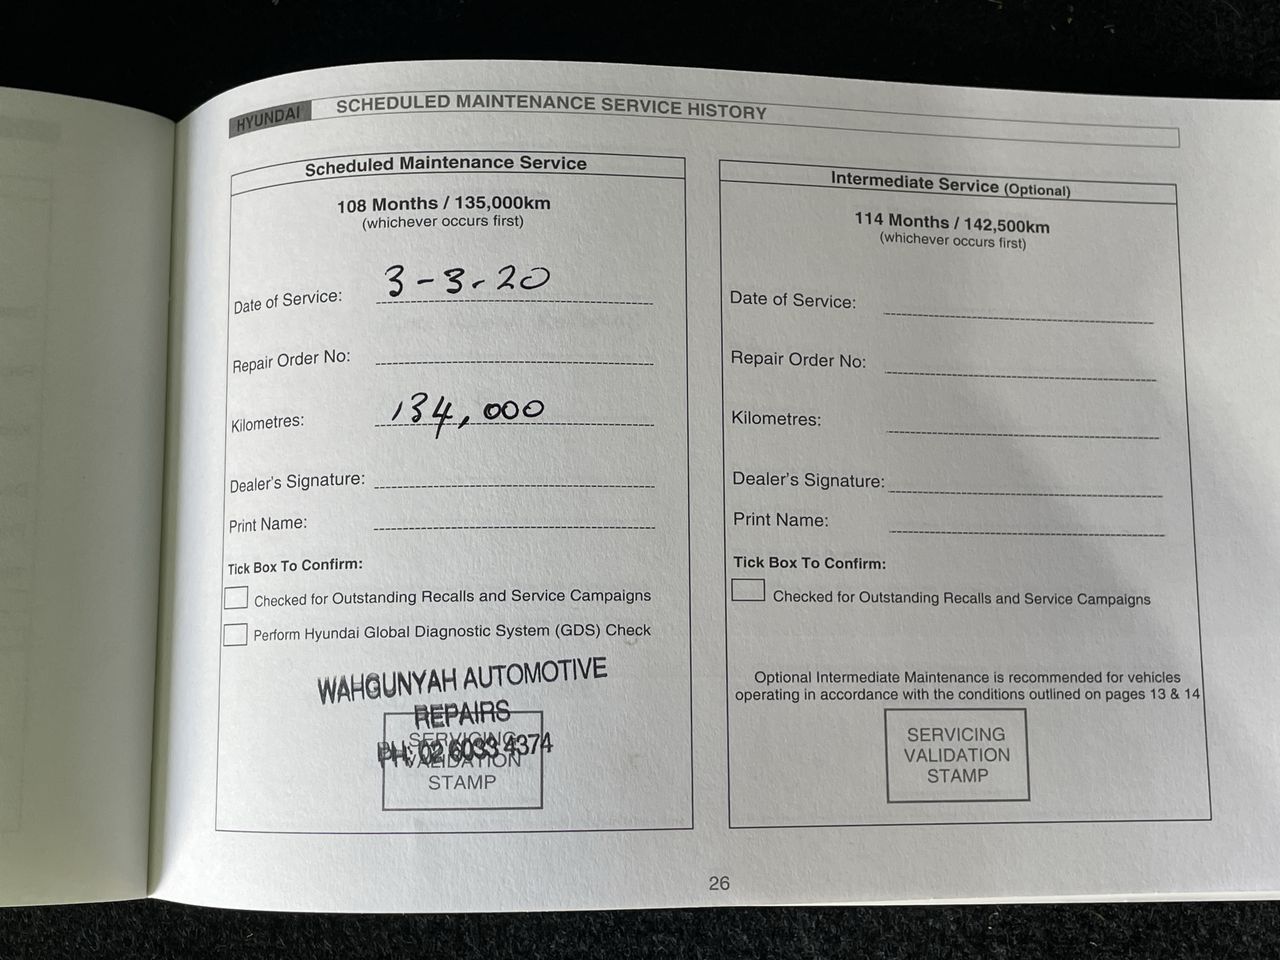 HYUNDAI SCHEDULED MAINTENANCE SERVICE HISTORY
Scheduled Maintenance Service
108 Months / 135,000km
(whichever occurs first)
Date of Service: 3-3-20
Repair Order No:
Kilometres: 134,000
Dealer's Signature:
Print Name:
Tick Box To Confirm:
Checked for Outstanding Recalls and Service Campaigns
Perform Hyundai Global Diagnostic System (GDS) Check
WAHGUNYAH AUTOMOTIVE
REPAIRS
PH: 02 6033 4374
SERVICING
VALIDATION
STAMP
Intermediate Service (Optional)
114 Months / 142,500km
(whichever occurs first)
Date of Service:
Repair Order No:
Kilometres:
Dealer's Signature:
Print Name:
Tick Box To Confirm:
Checked for Outstanding Recalls and Service Campaigns
Optional Intermediate Maintenance is recommended for vehicles
operating in accordance with the conditions outlined on pages 13 & 14
SERVICING
VALIDATION
STAMP
26